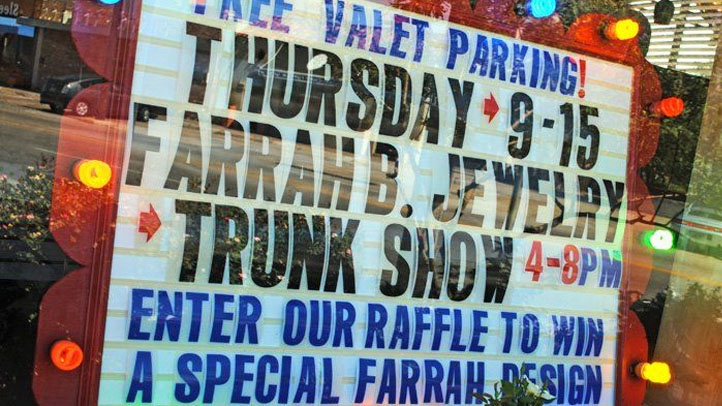 FREE VALET PARKING!
THURSDAY → 9-15
FARRAH B. JEWELRY
→ TRUNK SHOW 4-8PM
ENTER OUR RAFFLE TO WIN
A SPECIAL FARRAH DESIGN